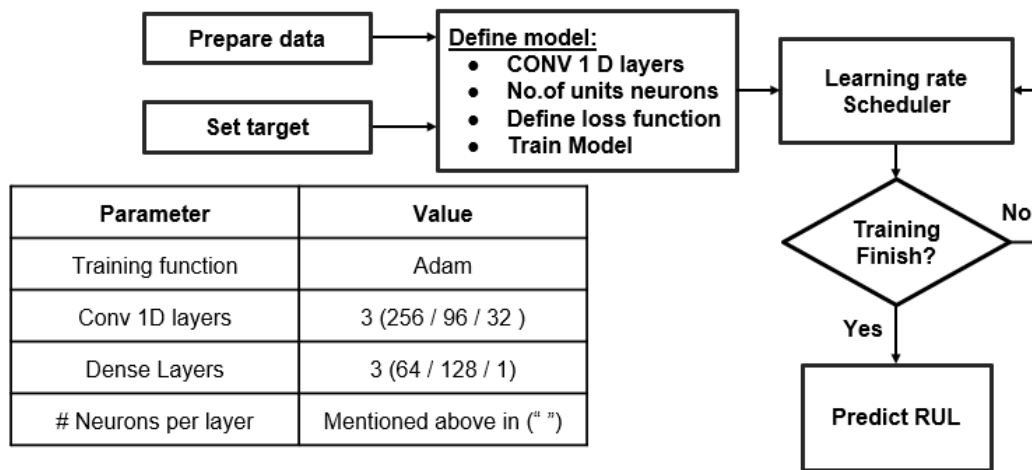 Prepare data
Set target
Define model:
● CONV 1 D layers
● No.of units neurons
● Define loss function
● Train Model
Learning rate
Scheduler
Training
Finish?
No
Yes
Predict RUL
Parameter Value
Training function Adam
Conv 1D layers 3 (256 / 96 / 32 )
Dense Layers 3 (64 / 128 / 1)
# Neurons per layer Mentioned above in (“ ”)